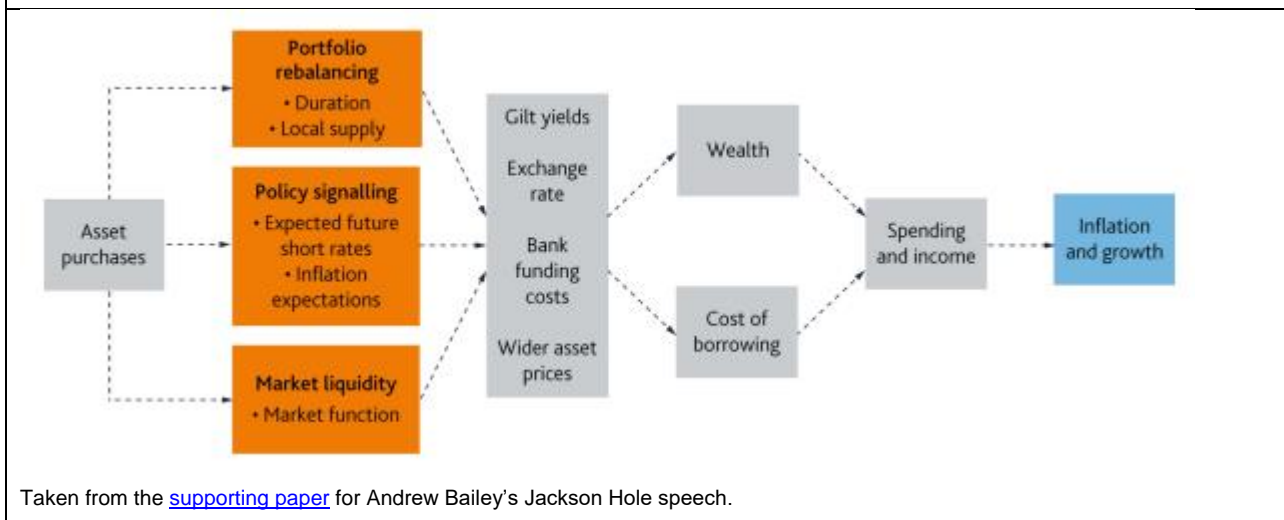 Asset
purchases
Portfolio
rebalancing
• Duration
• Local supply
Policy signalling
• Expected future
short rates
• Inflation
expectations
Market liquidity
• Market function
Gilt yields
Exchange
rate
Bank
funding
costs
Wider asset
prices
Wealth
Cost of
borrowing
Spending
and income
Inflation
and growth
Taken from the supporting paper for Andrew Bailey's Jackson Hole speech.